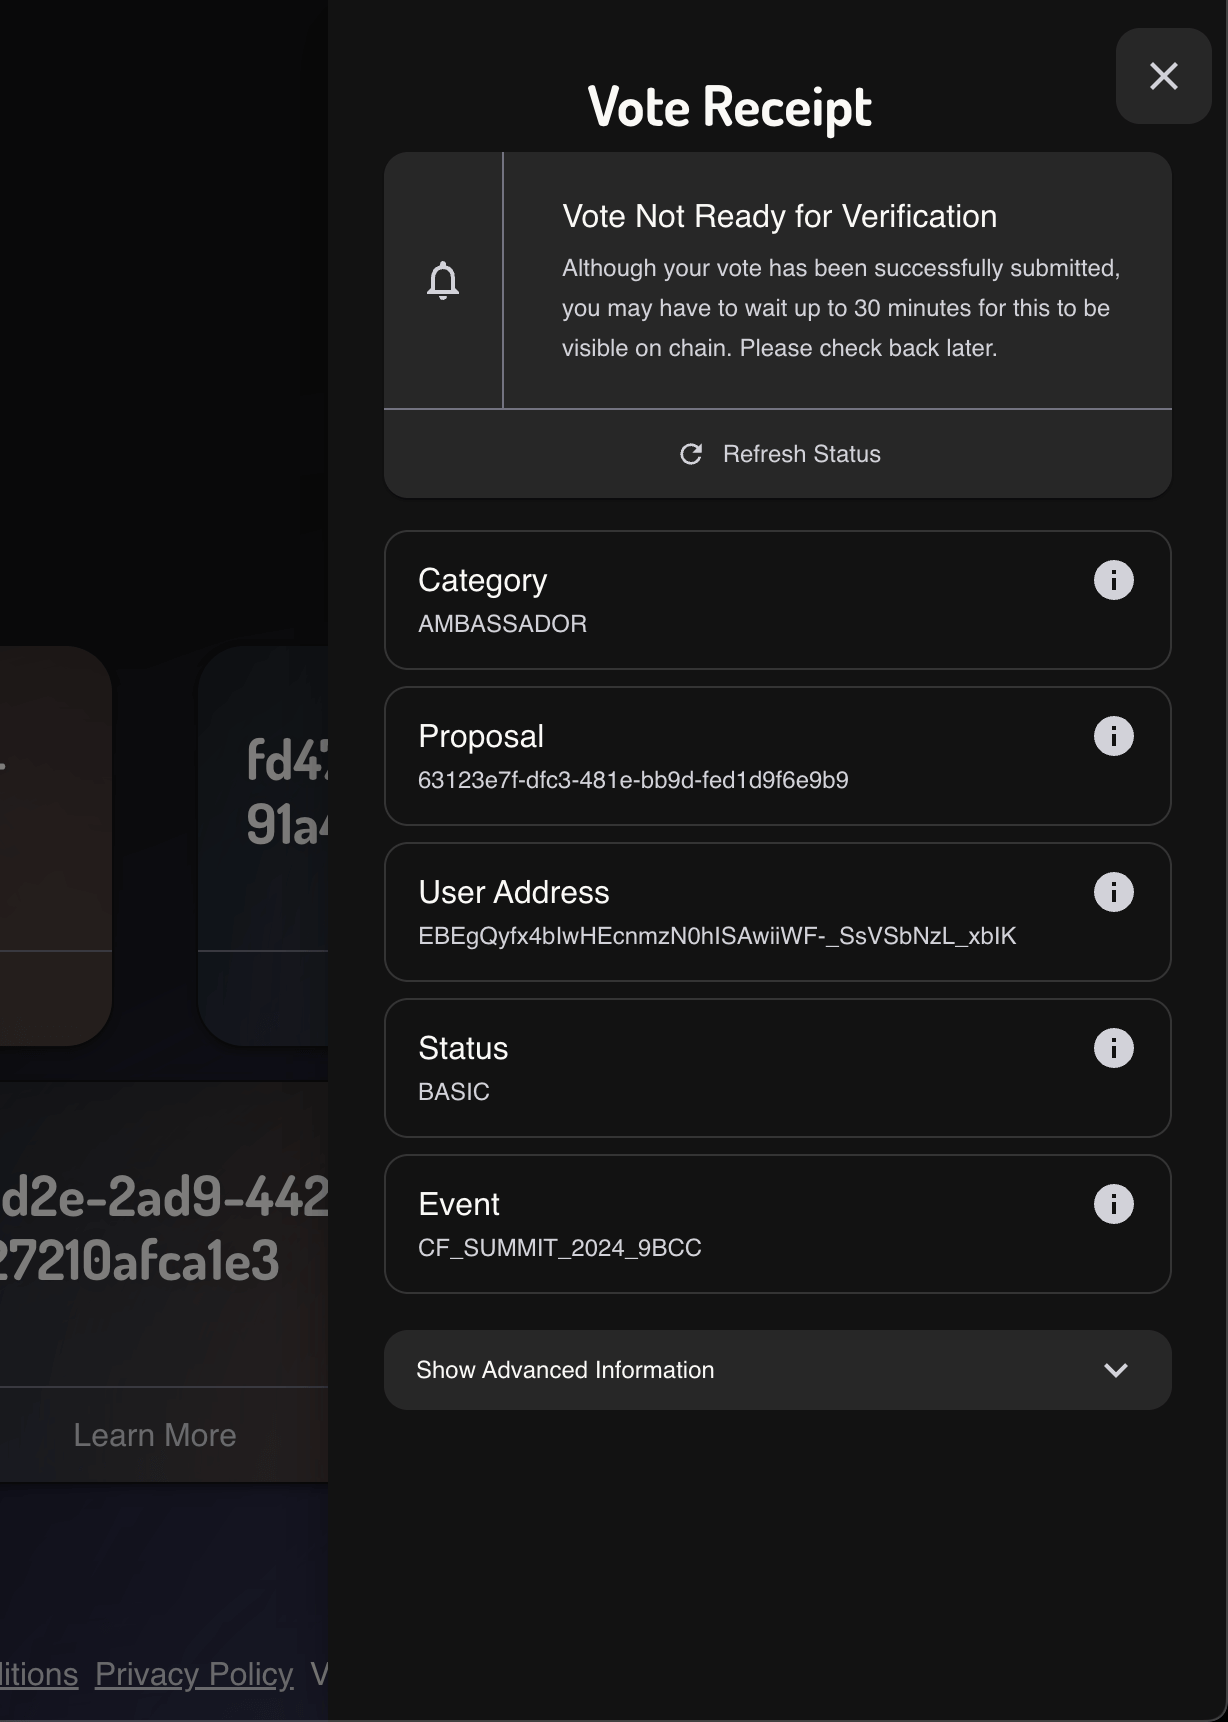 Vote Receipt
Vote Not Ready for Verification
Although your vote has been successfully submitted,
you may have to wait up to 30 minutes for this to be
visible on chain. Please check back later.
Refresh Status
Category
AMBASSADOR
Proposal
63123e7f-dfc3-481e-bb9d-fed1d9f6e9b9
User Address
EBEgQyfx4blwHEcnmzN0hISAwiiWF-_SsVSbNzL_xbIK
Status
BASIC
Event
CF_SUMMIT_2024_9BCC
Show Advanced Information
fd4
91a
d2e-2ad9-442
27210afca1e3
Learn More
ditions Privacy Policy V